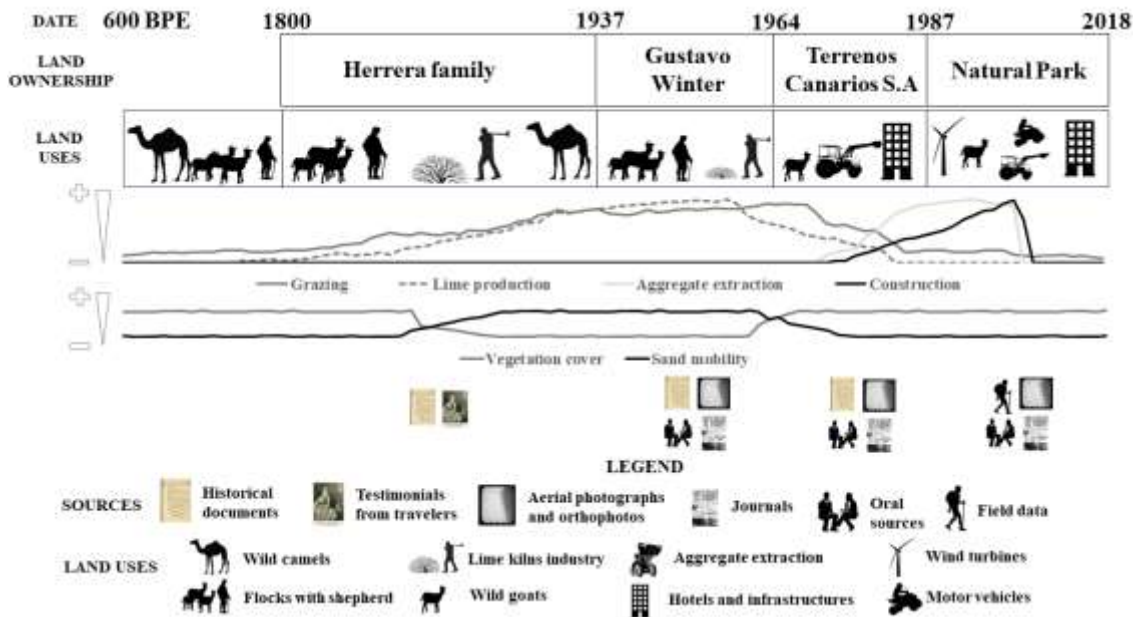 DATE 600 BPE 1800 1937 1964 1987 2018
LAND
OWNERSHIP
Herrera family
Gustavo
Winter
Terrenos
Canarios S.A
Natural Park
LAND
USES
Grazing Lime production Aggregate extraction Construction
Vegetation cover Sand mobility
LEGEND
SOURCES
Historical
documents
Testimonials
from travelers
Aerial photographs
and orthophotos
Journals
Oral
sources
Field data
LAND USES
Wild camels
Lime kilns industry
Aggregate extraction
Wind turbines
Flocks with shepherd
Wild goats
Hotels and infrastructures
Motor vehicles